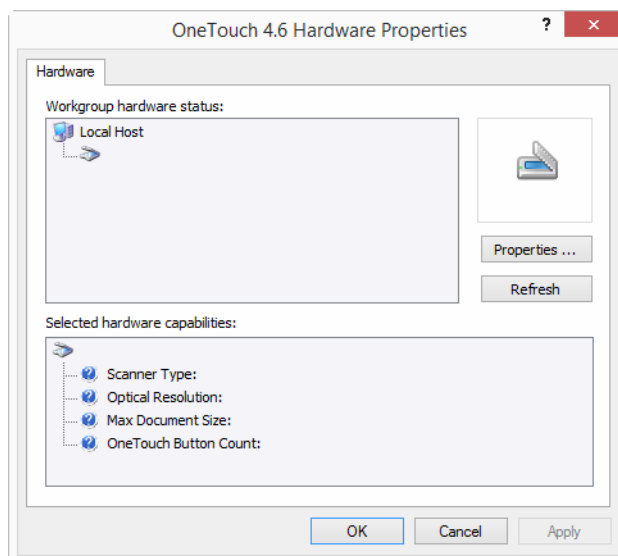 OneTouch 4.6 Hardware Properties
?
Hardware
Workgroup hardware status:
Local Host
Properties ...
Refresh
Selected hardware capabilities:
Scanner Type:
Optical Resolution:
Max Document Size:
OneTouch Button Count:
OK
Cancel
Apply